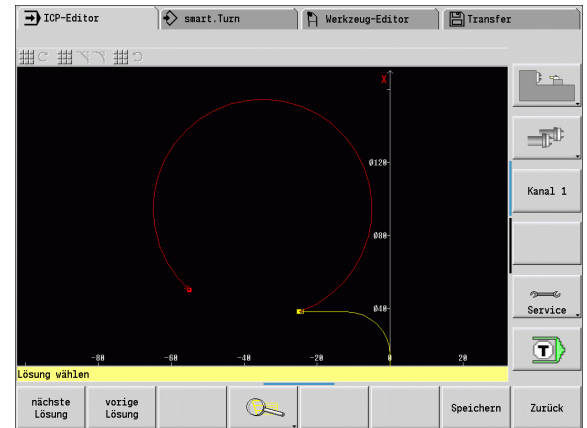 ICP-Editor smart.Turn Werkzeug-Editor Transfer
X
Ø120
Kanal 1
Ø80
Ø40
Service
-80 -60 -40 -20 0 20
T
Lösung wählen
nächste Lösung
vorige Lösung
Speichern
Zurück